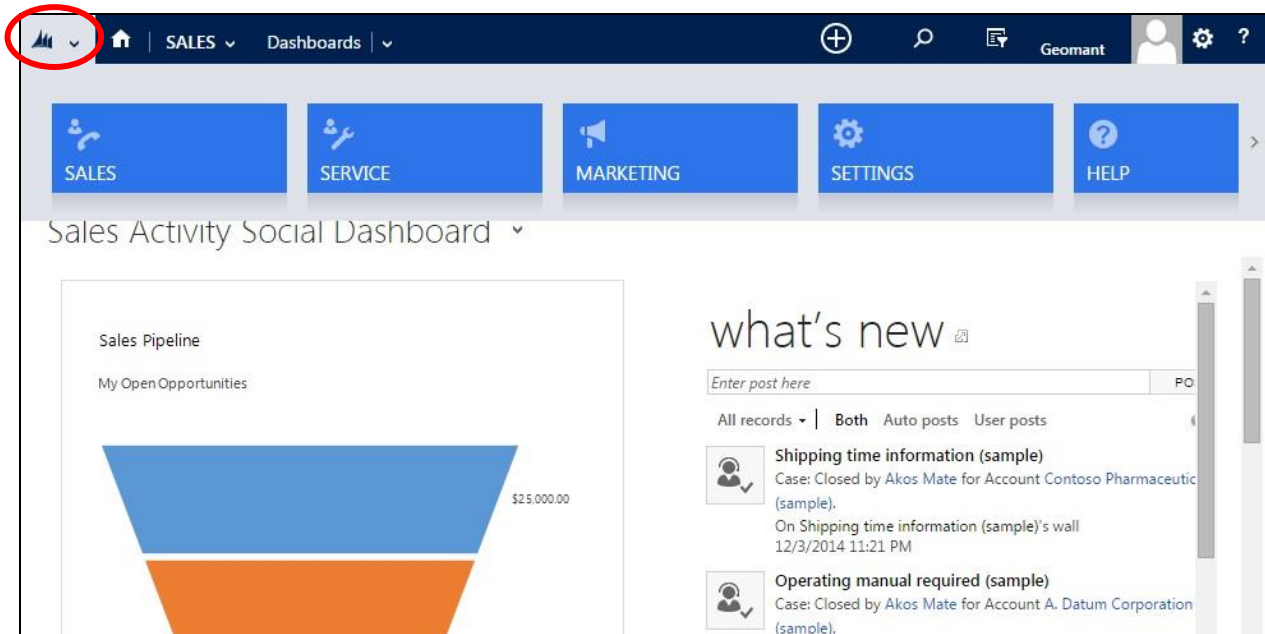 SALES
Dashboards
Geomant
?
SALES
SERVICE
MARKETING
SETTINGS
?
HELP
Sales Activity Social Dashboard
Sales Pipeline
My Open Opportunities
$25,000.00
what's new
Enter post here
PO
All records
Both Auto posts User posts
Shipping time information (sample)
Case: Closed by Akos Mate for Account Contoso Pharmaceutic
(sample).
On Shipping time information (sample)'s wall
12/3/2014 11:21 PM
Operating manual required (sample)
Case: Closed by Akos Mate for Account A. Datum Corporation
(sample).